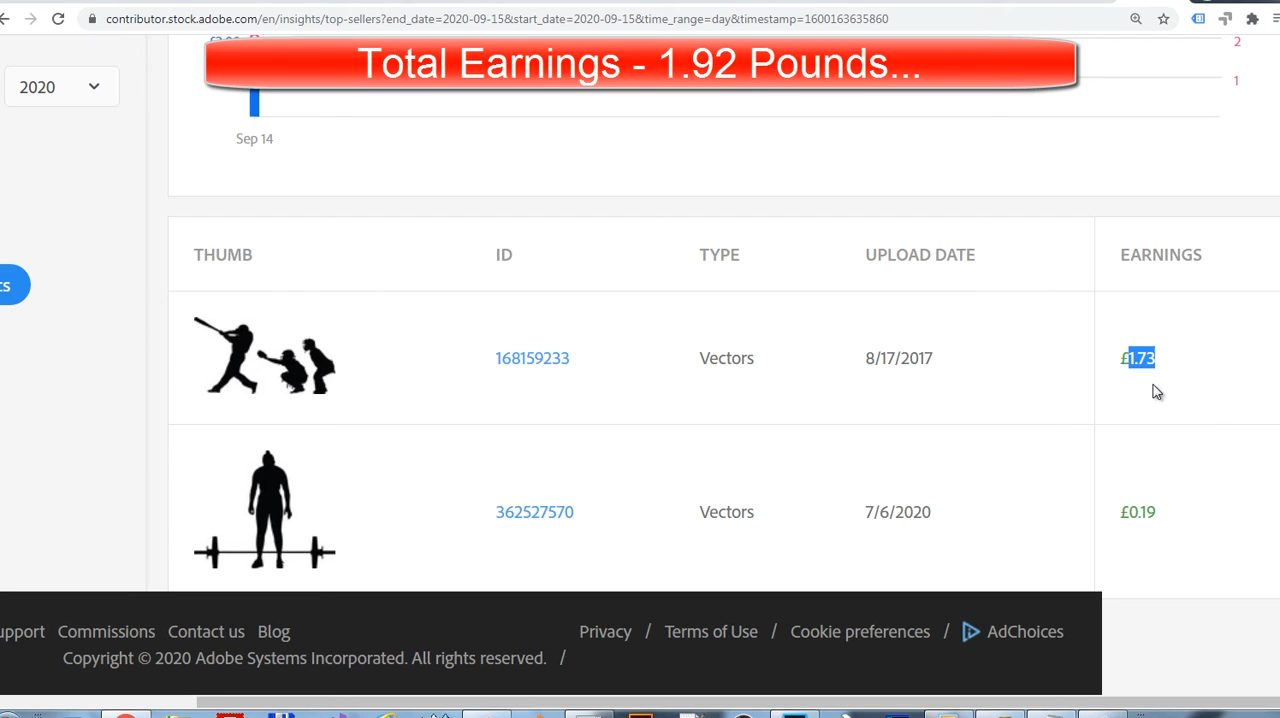 contributor.stock.adobe.com/en/insights/top-sellers?end_date=2020-09-15&start_date=2020-09-15&time_range=day&timestamp=1600163635860
Total Earnings - 1.92 Pounds...
2
2020
1
Sep 14
THUMB ID TYPE UPLOAD DATE EARNINGS
cs
168159233 Vectors 8/17/2017 £1.73
362527570 Vectors 7/6/2020 £0.19
upport Commissions Contact us Blog Privacy / Terms of Use / Cookie preferences / AdChoices
Copyright © 2020 Adobe Systems Incorporated. All rights reserved. /